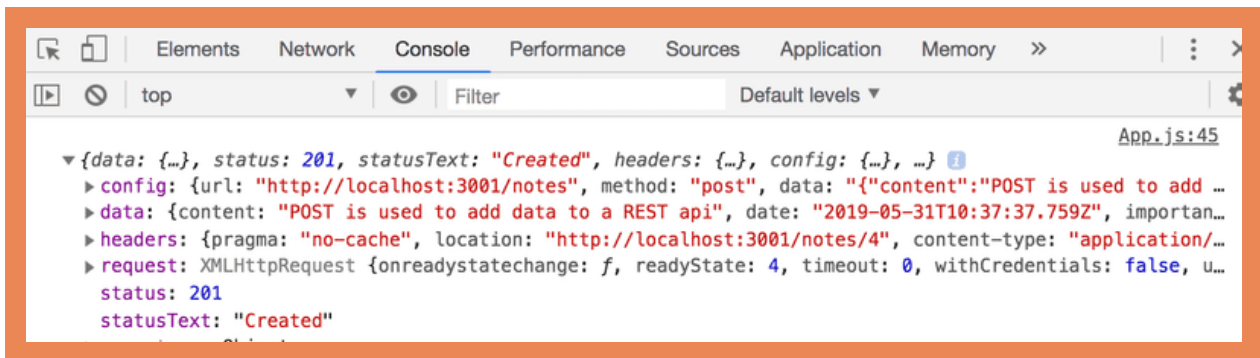 Elements Network Console Performance Sources Application Memory »
top ▼ Filter Default levels ▼
App.js:45
▼{data: {…}, status: 201, statusText: "Created", headers: {…}, config: {…}, …} i
▶config: {url: "http://localhost:3001/notes", method: "post", data: "{"content":"POST is used to add …
▶data: {content: "POST is used to add data to a REST api", date: "2019-05-31T10:37:37.759Z", importan…
▶headers: {pragma: "no-cache", location: "http://localhost:3001/notes/4", content-type: "application/…
▶request: XMLHttpRequest {onreadystatechange: ƒ, readyState: 4, timeout: 0, withCredentials: false, u…
status: 201
statusText: "Created"